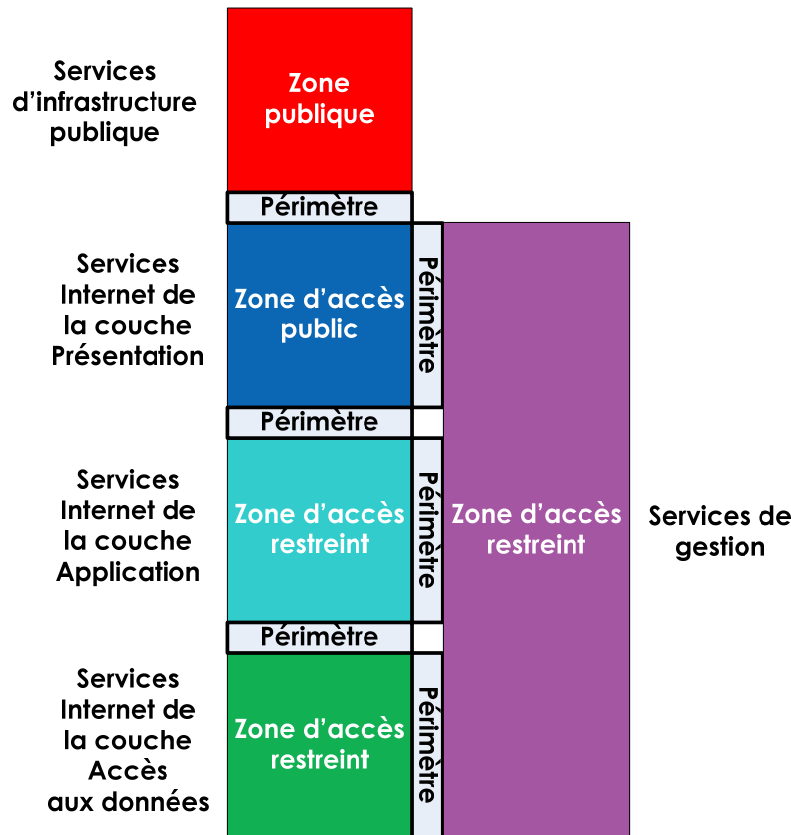 Services
d’infrastructure
publique
Zone
publique
Périmètre
Services
Internet de
la couche
Présentation
Zone d’accès
public
Périmètre
Périmètre
Services
Internet de
la couche
Application
Zone d’accès
restreint
Périmètre
Zone d’accès
restreint
Services de
gestion
Périmètre
Services
Internet de
la couche
Accès
aux données
Zone d’accès
restreint
Périmètre